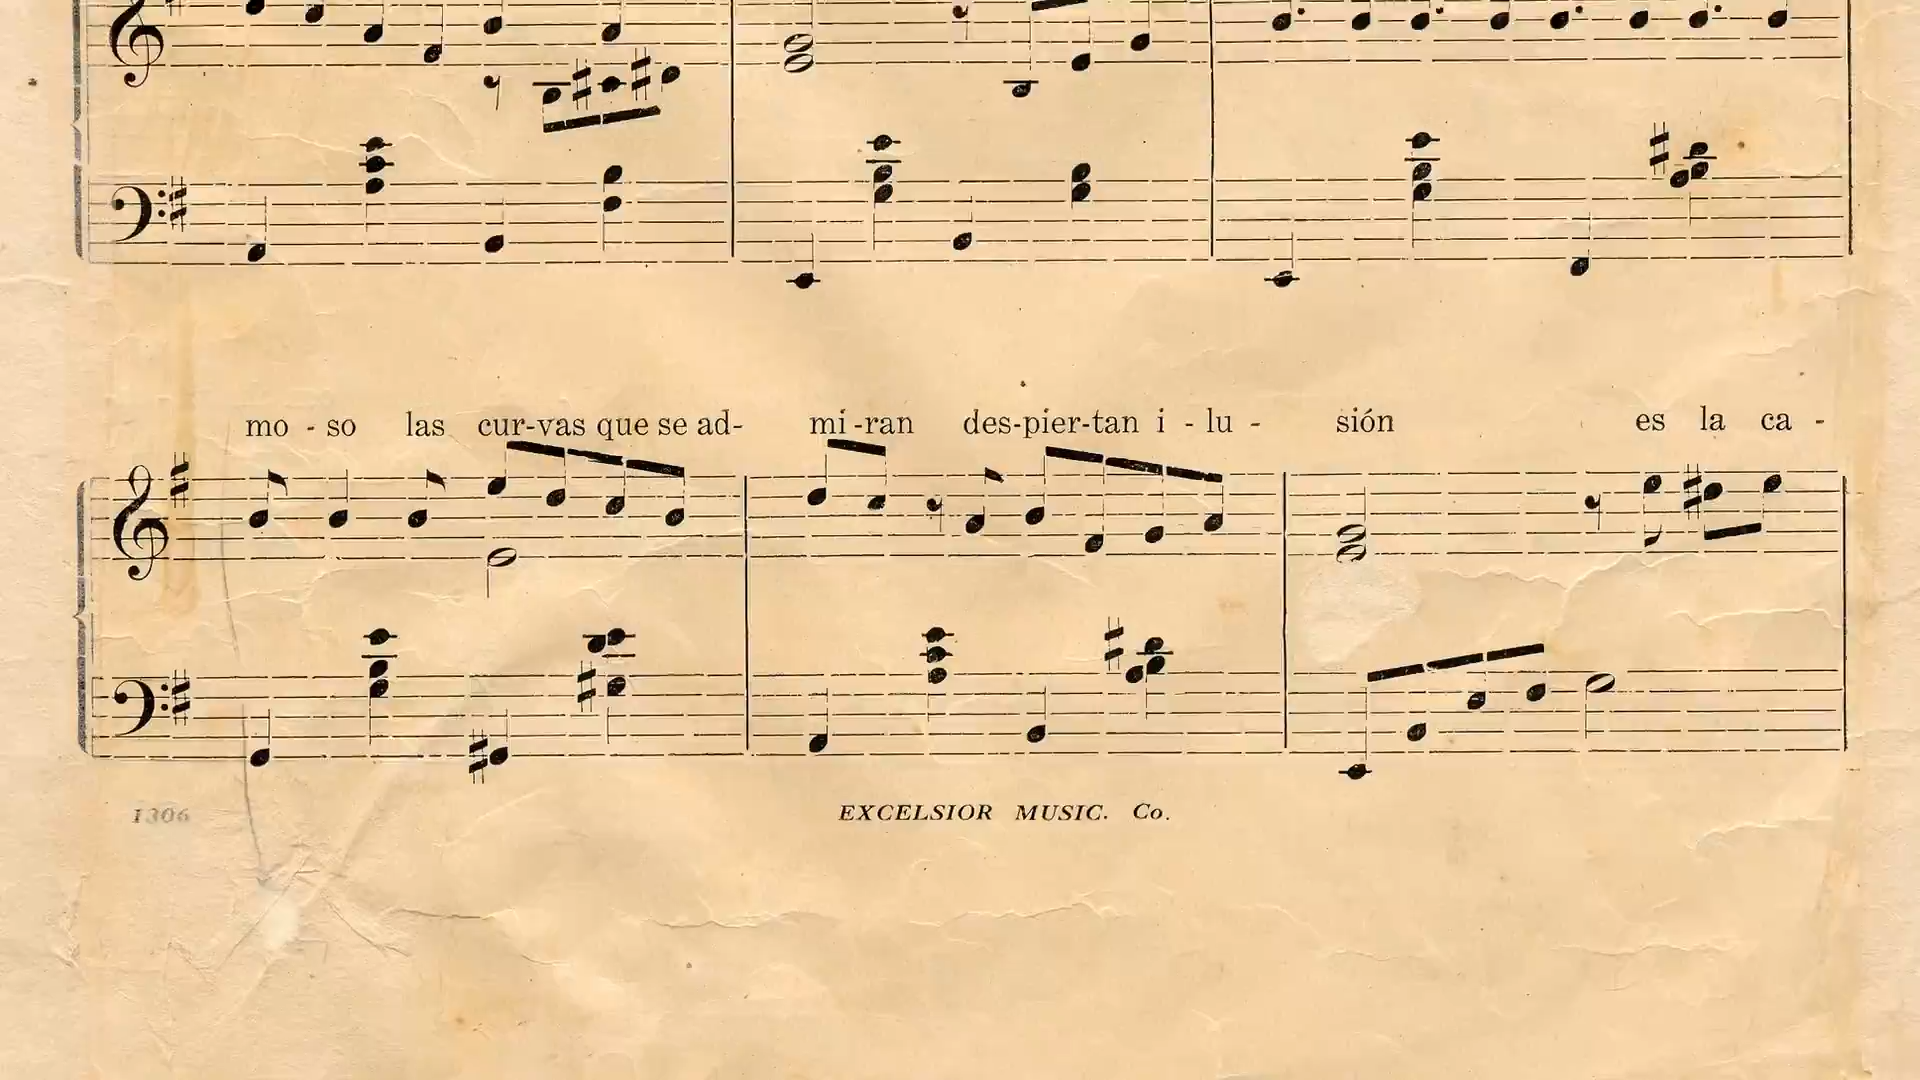 mo - so las cur-vas que se ad- mi-ran des-pier-tan i - lu - sión es la ca -
1306 EXCELSIOR MUSIC. Co.